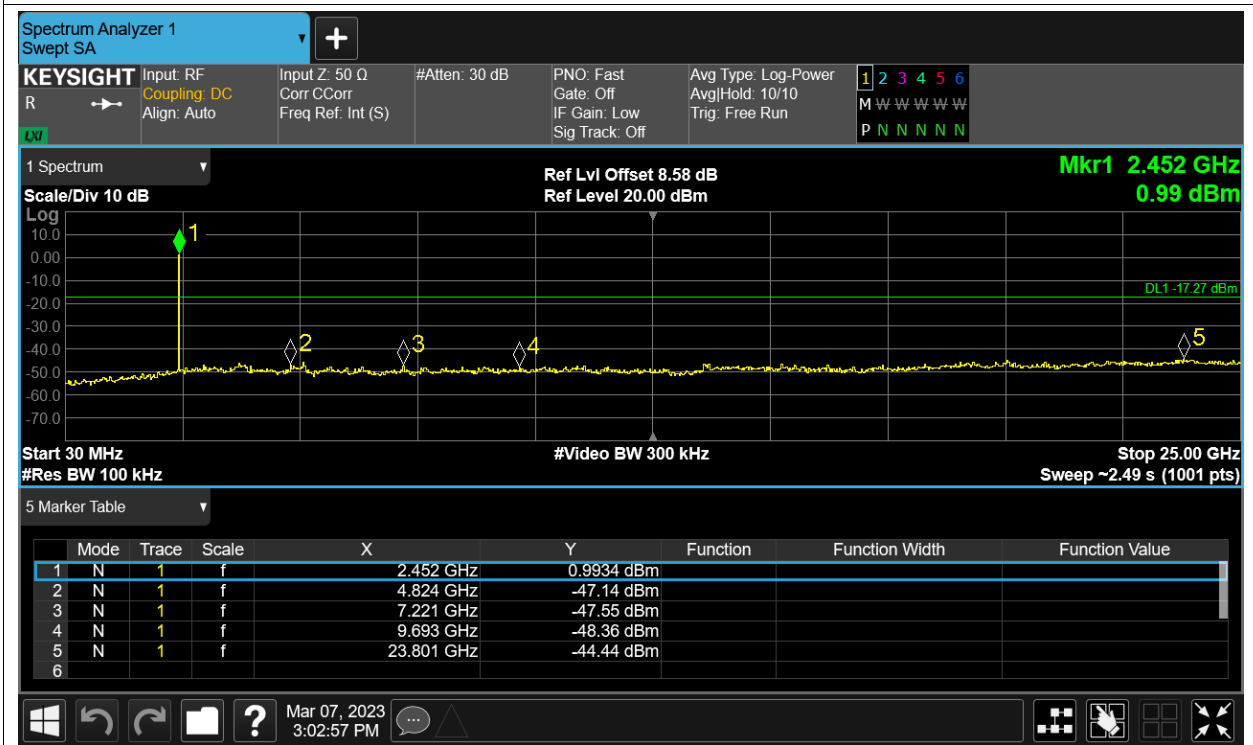 Spectrum Analyzer 1
Swept SA
KEYSIGHT Input: RF Input Z: 50 Ω #Atten: 30 dB PNO: Fast Avg Type: Log-Power 1 2 3 4 5 6
R Coupling: DC Corr CCorr Gate: Off Avg|Hold: 10/10 M W W W W W
Align: Auto Freq Ref: Int (S) IF Gain: Low Trig: Free Run
LXI Sig Track: Off P N N N N N
1 Spectrum Ref Lvl Offset 8.58 dB Mkr1 2.452 GHz
Scale/Div 10 dB Ref Level 20.00 dBm 0.99 dBm
Log
10.0 1
0.00
-10.0
DL1 -17.27 dBm
-20.0
-30.0
2 3 4 5
-40.0
-50.0
-60.0
-70.0
Start 30 MHz #Video BW 300 kHz Stop 25.00 GHz
#Res BW 100 kHz Sweep ~2.49 s (1001 pts)
5 Marker Table
Mode Trace Scale X Y Function Function Width Function Value
1 N 1 f 2.452 GHz 0.9934 dBm
2 N 1 f 4.824 GHz -47.14 dBm
3 N 1 f 7.221 GHz -47.55 dBm
4 N 1 f 9.693 GHz -48.36 dBm
5 N 1 f 23.801 GHz -44.44 dBm
6
? Mar 07, 2023
3:02:57 PM